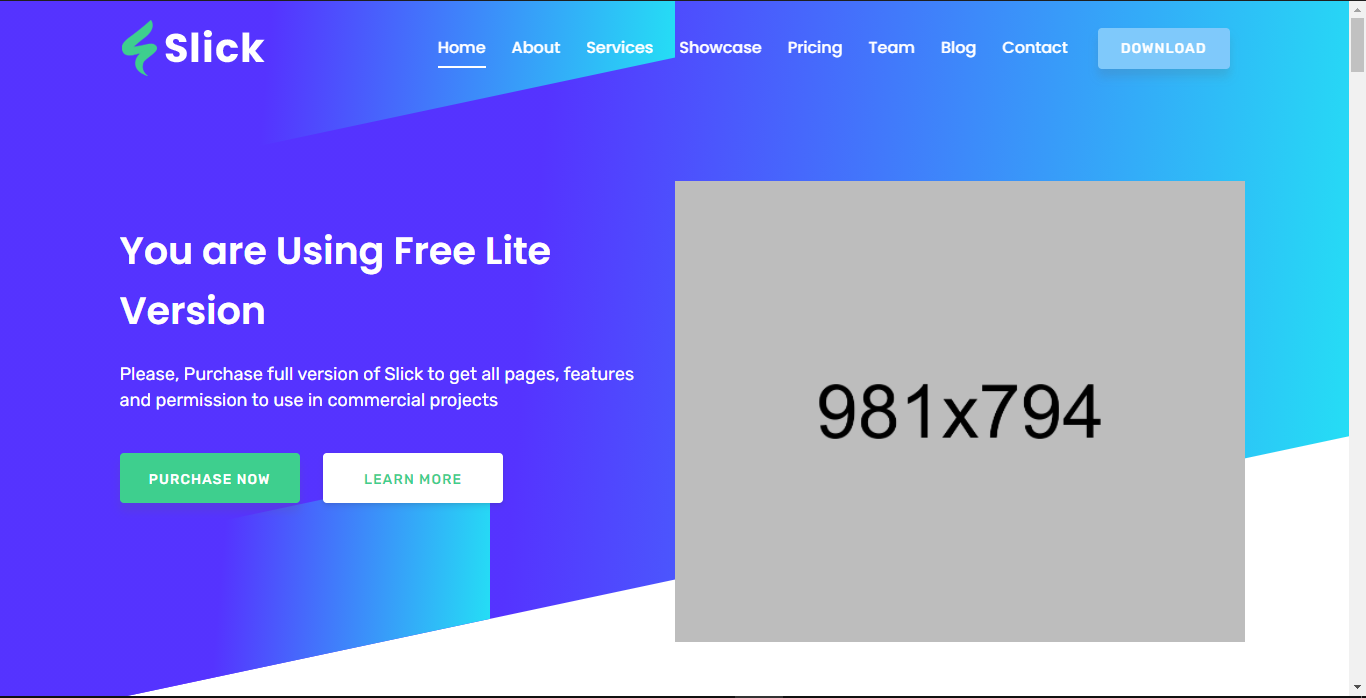 Slick
Home About Services Showcase Pricing Team Blog Contact DOWNLOAD
You are Using Free Lite
Version
Please, Purchase full version of Slick to get all pages, features
and permission to use in commercial projects
PURCHASE NOW LEARN MORE
981x794